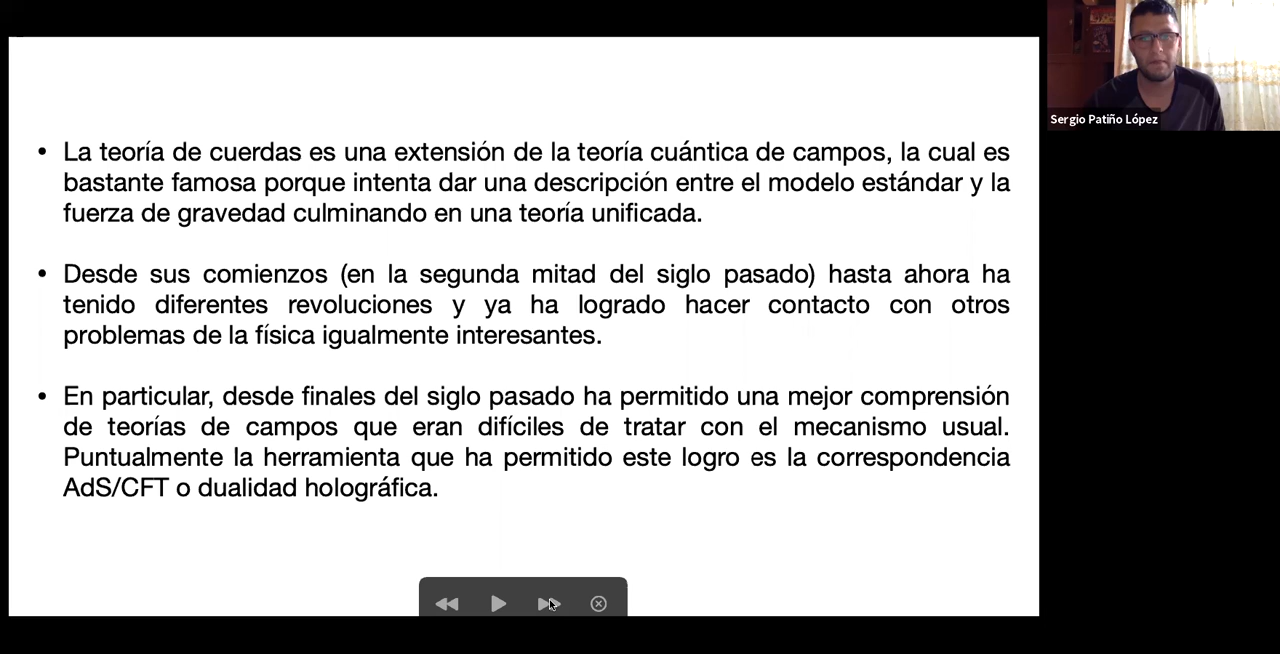 • La teoría de cuerdas es una extensión de la teoría cuántica de campos, la cual es
bastante famosa porque intenta dar una descripción entre el modelo estándar y la
fuerza de gravedad culminando en una teoría unificada.
• Desde sus comienzos (en la segunda mitad del siglo pasado) hasta ahora ha
tenido diferentes revoluciones y ya ha logrado hacer contacto con otros
problemas de la física igualmente interesantes.
• En particular, desde finales del siglo pasado ha permitido una mejor comprensión
de teorías de campos que eran difíciles de tratar con el mecanismo usual.
Puntualmente la herramienta que ha permitido este logro es la correspondencia
AdS/CFT o dualidad holográfica.
Sergio Patiño López